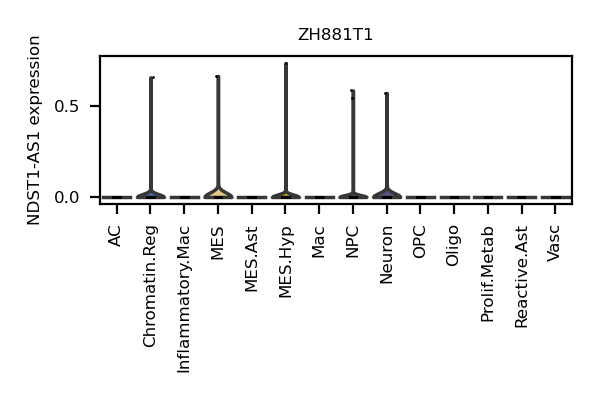 ZH881T1
NDST1-AS1 expression
0.5
0.0
AC
Chromatin.Reg
Inflammatory.Mac
MES
MES.Ast
MES.Hyp
Mac
NPC
Neuron
OPC
Oligo
Prolif.Metab
Reactive.Ast
Vasc